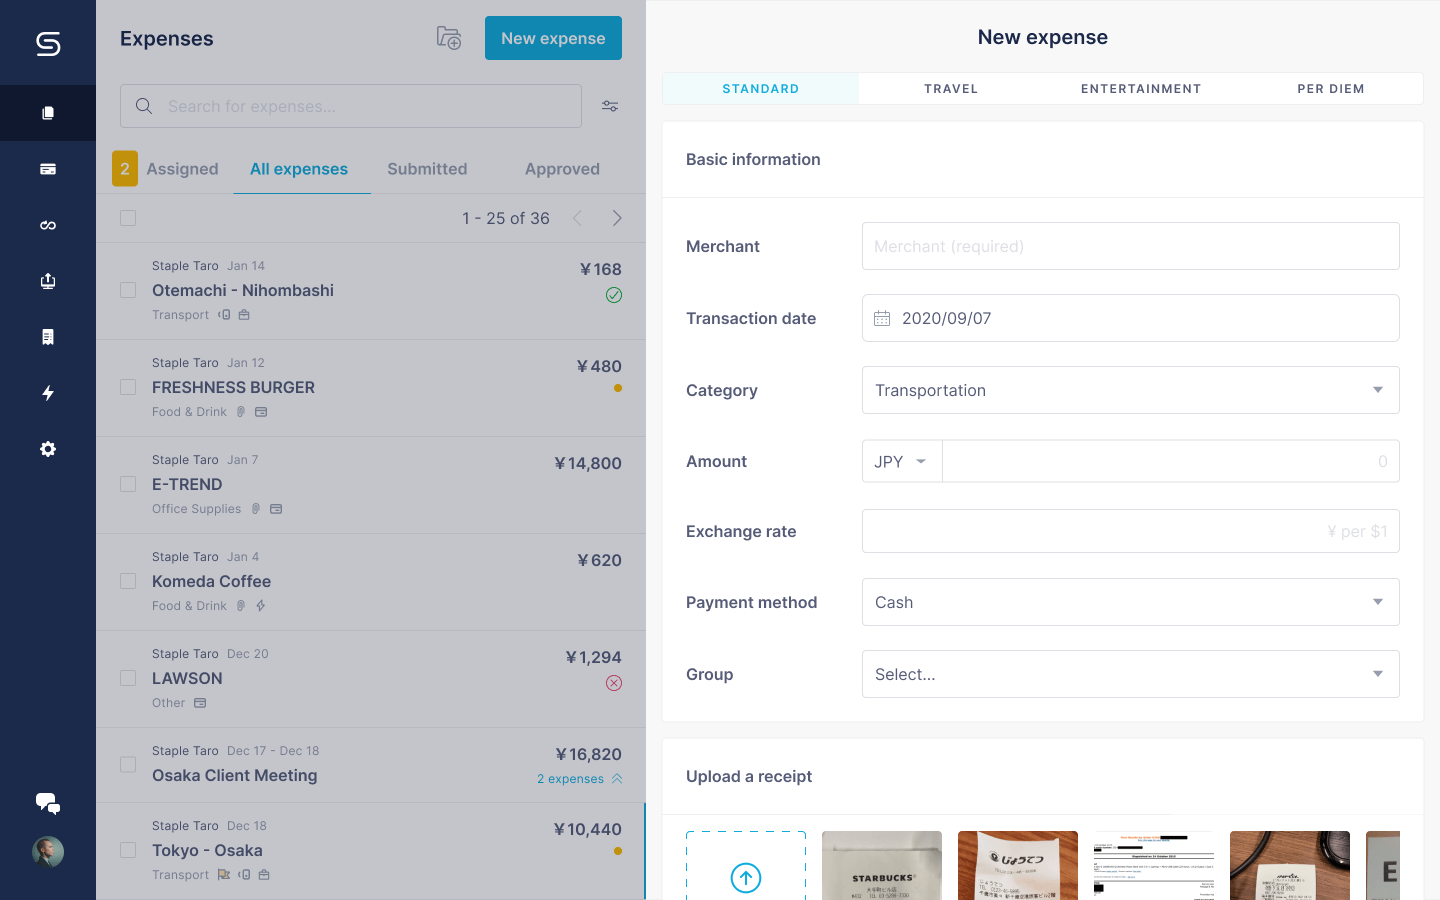 Expenses
New expense
Search for expenses...
2 Assigned All expenses Submitted Approved
1 - 25 of 36
Staple Taro Jan 14
¥168
Otemachi - Nihombashi
Transport
Staple Taro Jan 12
¥480
FRESHNESS BURGER
Food & Drink
Staple Taro Jan 7
¥14,800
E-TREND
Office Supplies
Staple Taro Jan 4
¥620
Komeda Coffee
Food & Drink
Staple Taro Dec 20
¥1,294
LAWSON
Other
Staple Taro Dec 17 - Dec 18
¥16,820
Osaka Client Meeting
2 expenses
Staple Taro Dec 18
¥10,440
Tokyo - Osaka
Transport
New expense
STANDARD TRAVEL ENTERTAINMENT PER DIEM
Basic information
Merchant
Merchant (required)
Transaction date
2020/09/07
Category
Transportation
Amount
JPY
0
Exchange rate
¥ per $1
Payment method
Cash
Group
Select...
Upload a receipt
STARBUCKS
じょうてつ
E